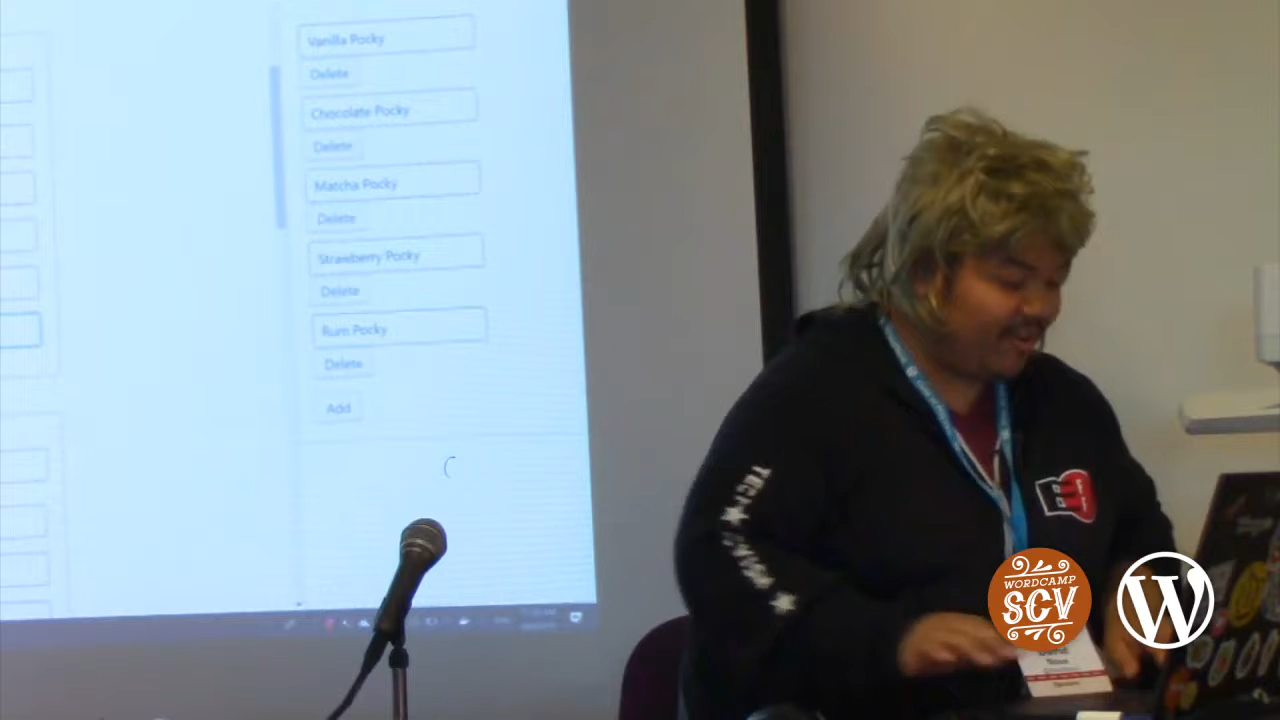 Vanilla Pocky
Delete
Chocolate Pocky
Delete
Matcha Pocky
Delete
Strawberry Pocky
Delete
Rum Pocky
Delete
Add
WORDCAMP
SCV
W